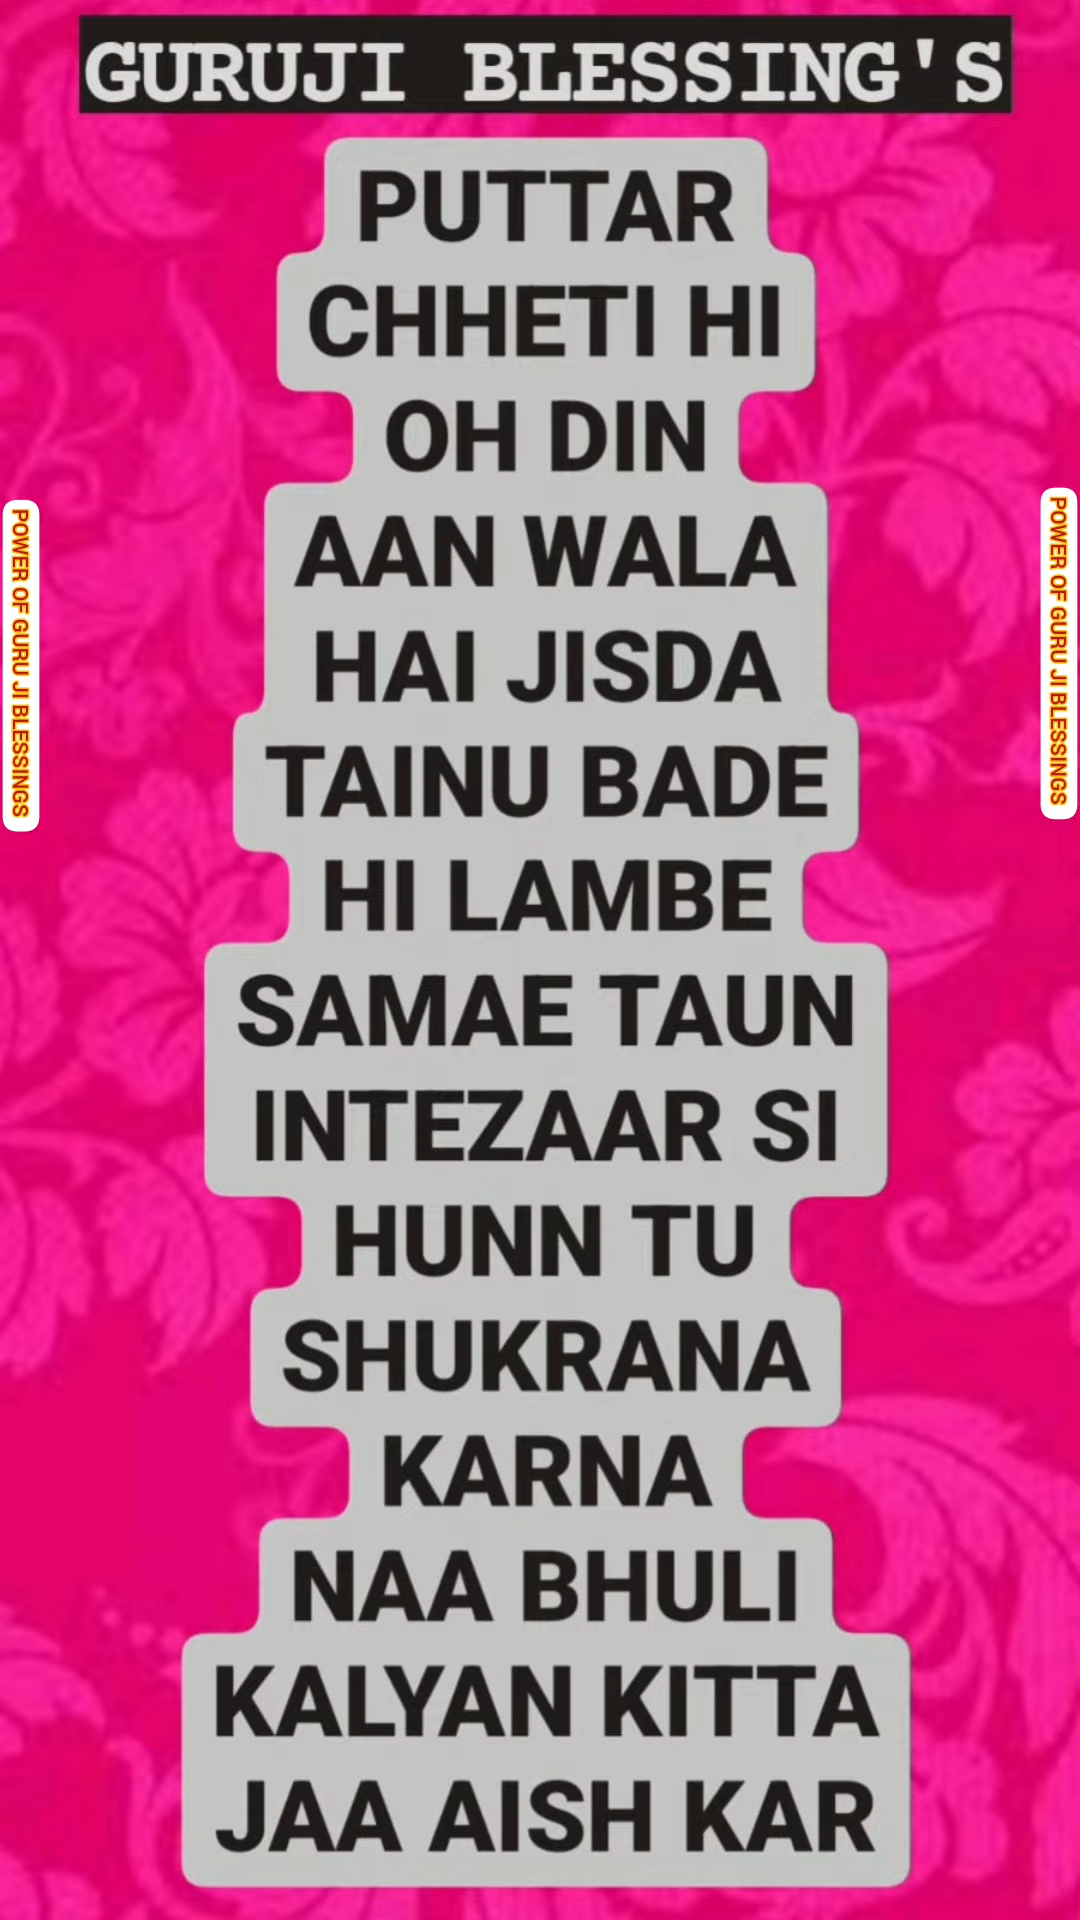 GURUJI BLESSING'S
PUTTAR
CHHETI HI
OH DIN
AAN WALA
HAI JISDA
TAINU BADE
HI LAMBE
SAMAE TAUN
INTEZAAR SI
HUNN TU
SHUKRANA
KARNA
NAA BHULI
KALYAN KITTA
JAA AISH KAR
POWER OF GURU JI BLESSINGS
POWER OF GURU JI BLESSINGS